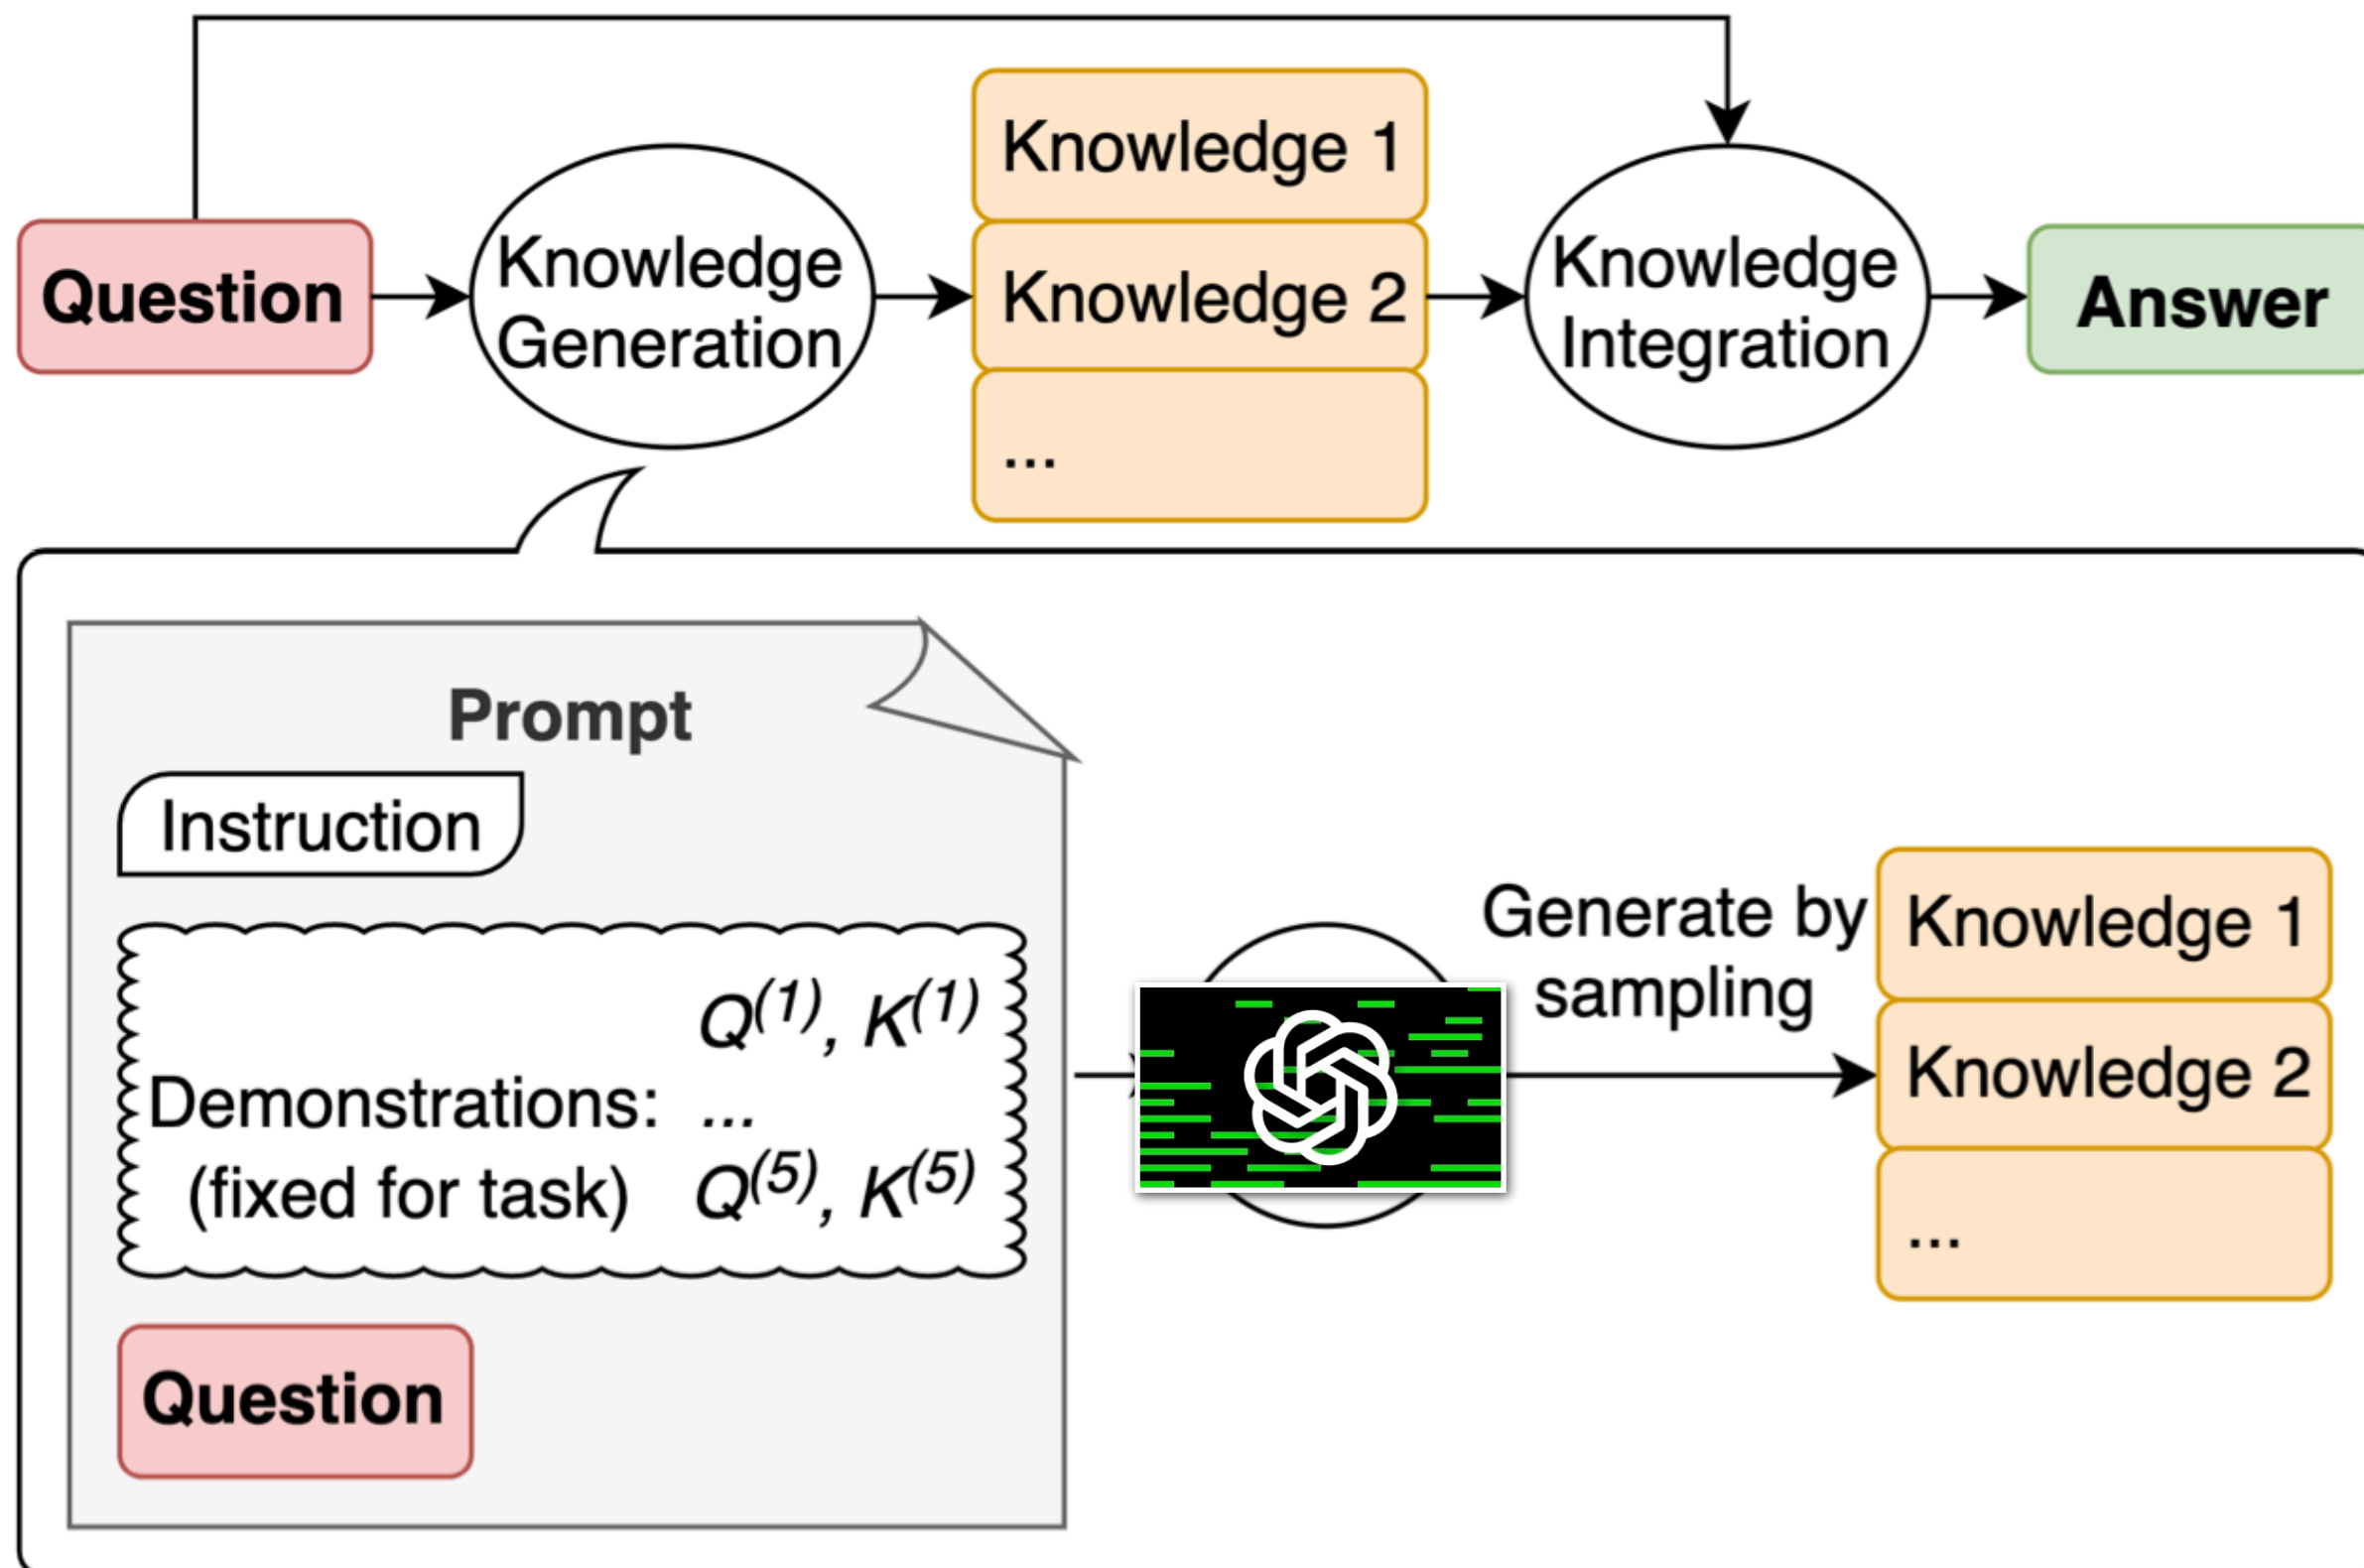 Question
Knowledge
Generation
Knowledge 1
Knowledge 2
...
Knowledge
Integration
Answer
Prompt
Instruction
Q(1), K(1)
Demonstrations: ...
(fixed for task) Q(5), K(5)
Question
Generate by
sampling
Knowledge 1
Knowledge 2
...